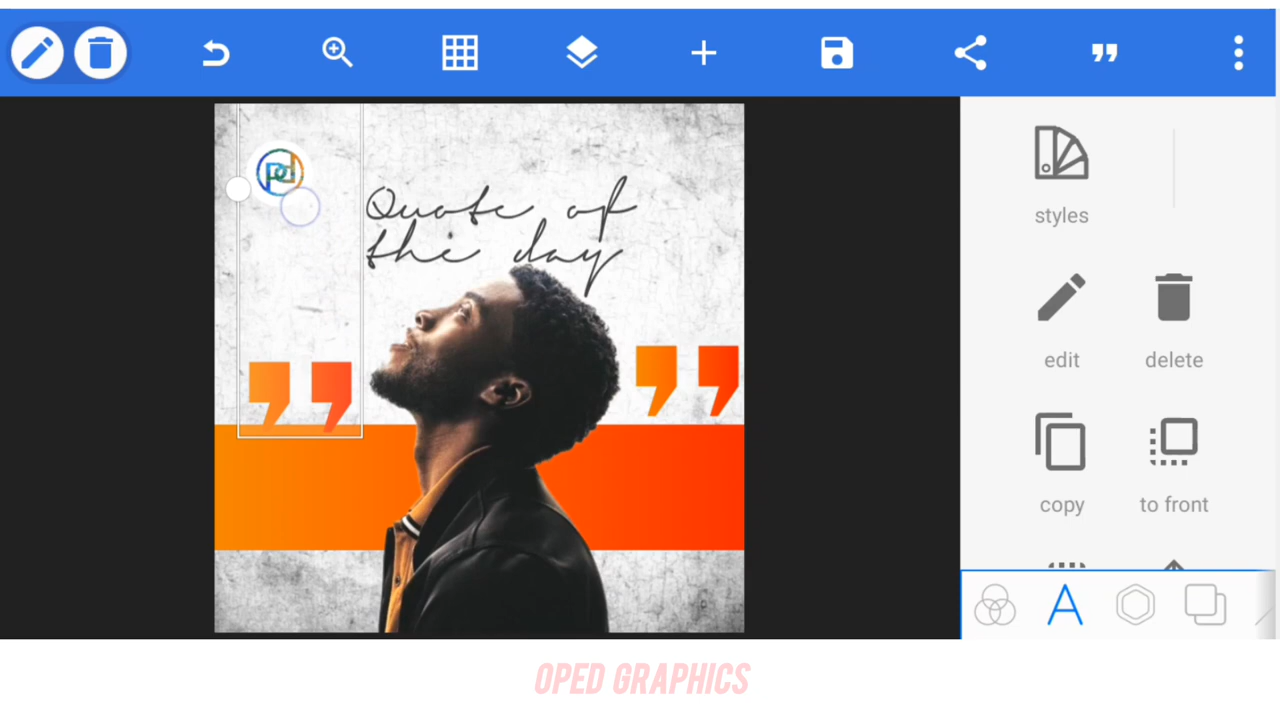 styles
Quote of
the day
edit
delete
copy
to front
OPED GRAPHICS